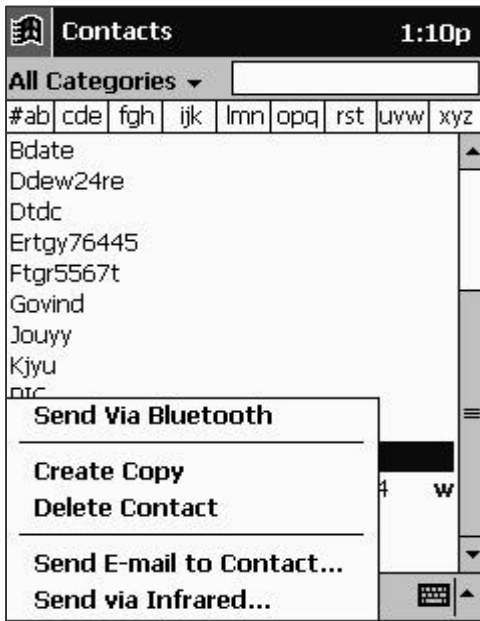 Contacts 1:10p
All Categories
#ab cde fgh ijk lmn opq rst uvw xyz
Bdate
Ddew24re
Dtdc
Ertgy76445
Ftgr5567t
Govind
Jouyy
Kjyu
Send Via Bluetooth
Create Copy
4 w
Delete Contact
Send E-mail to Contact...
Send via Infrared...